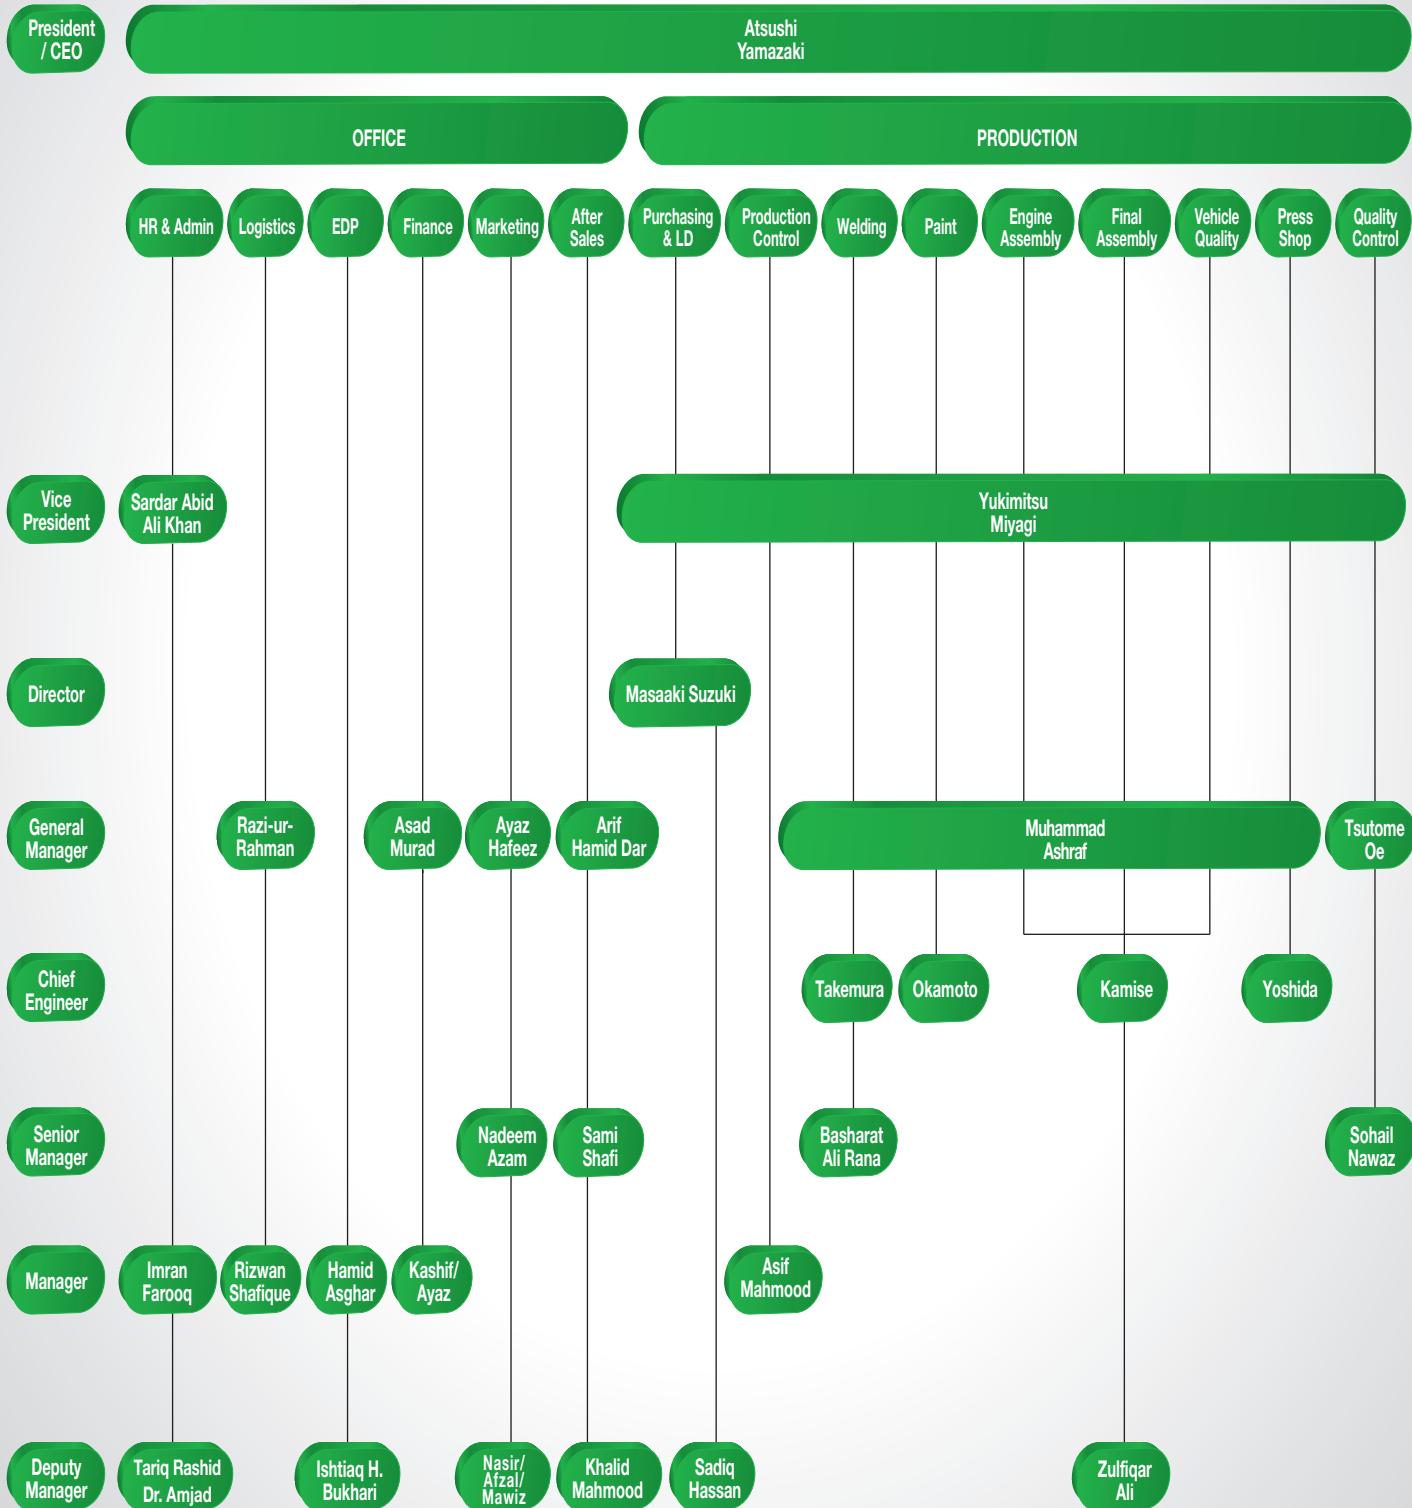 President
/ CEO
Atsushi
Yamazaki
OFFICE
PRODUCTION
HR & Admin
Logistics
EDP
Finance
Marketing
After
Sales
Purchasing
& LD
Production
Control
Welding
Paint
Engine
Assembly
Final
Assembly
Vehicle
Quality
Press
Shop
Quality
Control
Vice
President
Sardar Abid
Ali Khan
Yukimitsu
Miyagi
Director
Masaaki Suzuki
General
Manager
Razi-ur-
Rahman
Asad
Murad
Ayaz
Hafeez
Arif
Hamid Dar
Muhammad
Ashraf
Tsutome
Oe
Chief
Engineer
Takemura
Okamoto
Kamise
Yoshida
Senior
Manager
Nadeem
Azam
Sami
Shafi
Basharat
Ali Rana
Sohail
Nawaz
Manager
Imran
Farooq
Rizwan
Shafique
Hamid
Asghar
Kashif/
Ayaz
Asif
Mahmood
Deputy
Manager
Tariq Rashid
Dr. Amjad
Ishtiaq H.
Bukhari
Nasir/
Afzal/
Mawiz
Khalid
Mahmood
Sadiq
Hassan
Zulfiqar
Ali